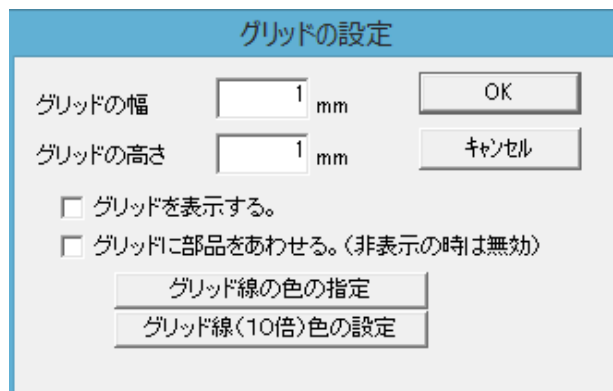 グリッドの設定
グリッドの幅 1 mm OK
グリッドの高さ 1 mm キャンセル
グリッドを表示する。
グリッドに部品をあわせる。(非表示の時は無効)
グリッド線の色の指定
グリッド線(10倍)色の設定